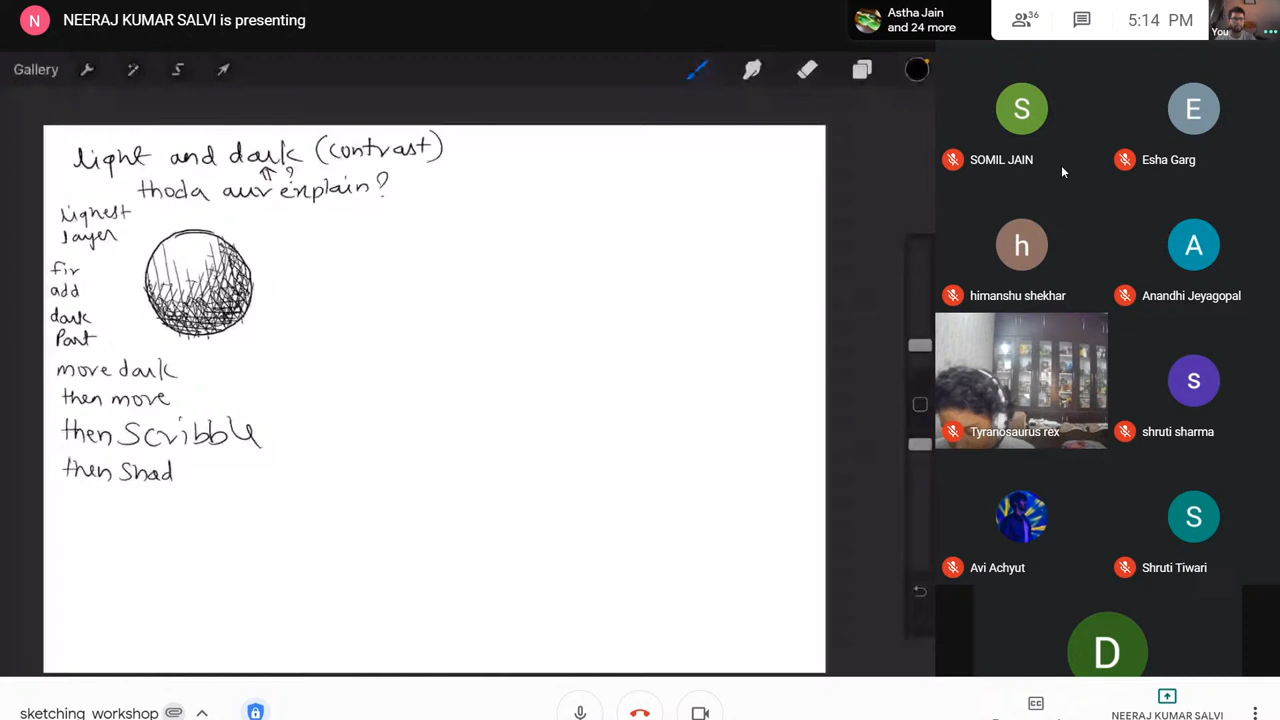 N NEERAJ KUMAR SALVI is presenting
Astha Jain
and 24 more
36
5:14 PM
You
Gallery
light and dark (contrast)
?
thoda aur explain?
lighest
layer
fir
add
dark
Part
more dark
then more
then Scribble
then Shad
S
SOMIL JAIN
E
Esha Garg
h
himanshu shekhar
A
Anandhi Jeyagopal
Tyranosaurus rex
s
shruti sharma
Avi Achyut
S
Shruti Tiwari
D
sketching workshop
NEERAJ KUMAR SALVI